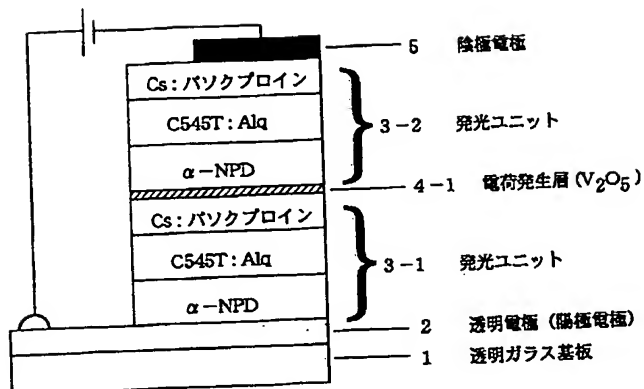 5 陰極電極
Cs:バソクプロイン
C545T:Alq
3-2 発光ユニット
α-NPD
4-1 電荷発生層(V₂O₅)
Cs:バソクプロイン
C545T:Alq
3-1 発光ユニット
α-NPD
2 透明電極(陽極電極)
1 透明ガラス基板